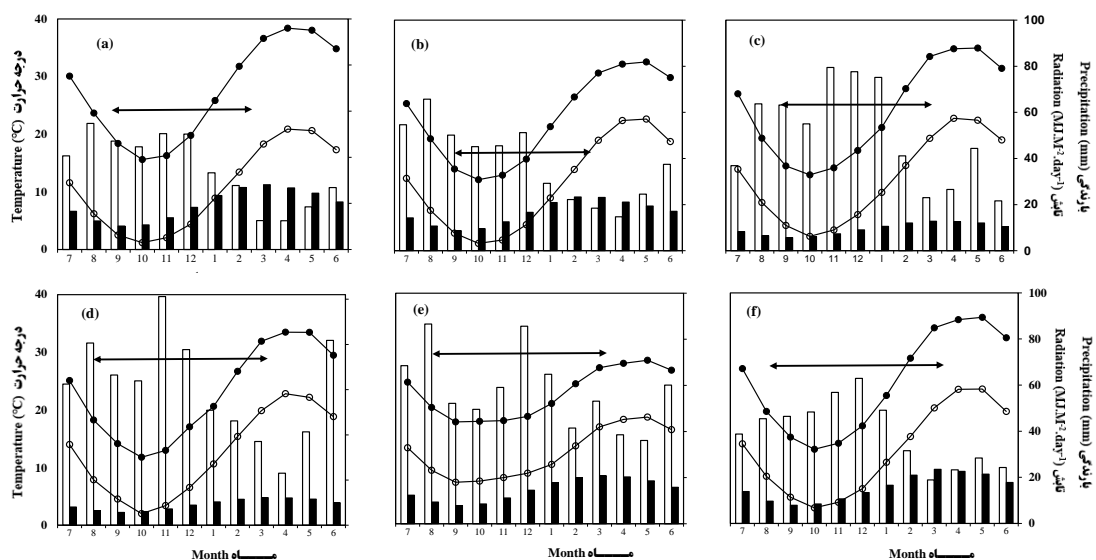 40
30
20
10
0
(a)
7 8 9 10 11 12 1 2 3 4 5 6
Temperature (°C) درجه حرارت
(b)
7 8 9 10 11 12 1 2 3 4 5 6
(c)
7 8 9 10 11 12 1 2 3 4 5 6
100
80
60
40
20
0
بارندگی Precipitation (mm)
تابش Radiation (MJ.M-².day-¹)
40
30
20
10
0
(d)
7 8 9 10 11 12 1 2 3 4 5 6
Temperature (°C) درجه حرارت
Month مــــــاه
(e)
7 8 9 10 11 12 1 2 3 4 5 6
Month مــــــاه
(f)
7 8 9 10 11 12 1 2 3 4 5 6
100
80
60
40
20
0
بارندگی Precipitation (mm)
تابش Radiation (MJ.M-².day-¹)
Month مــــــاه